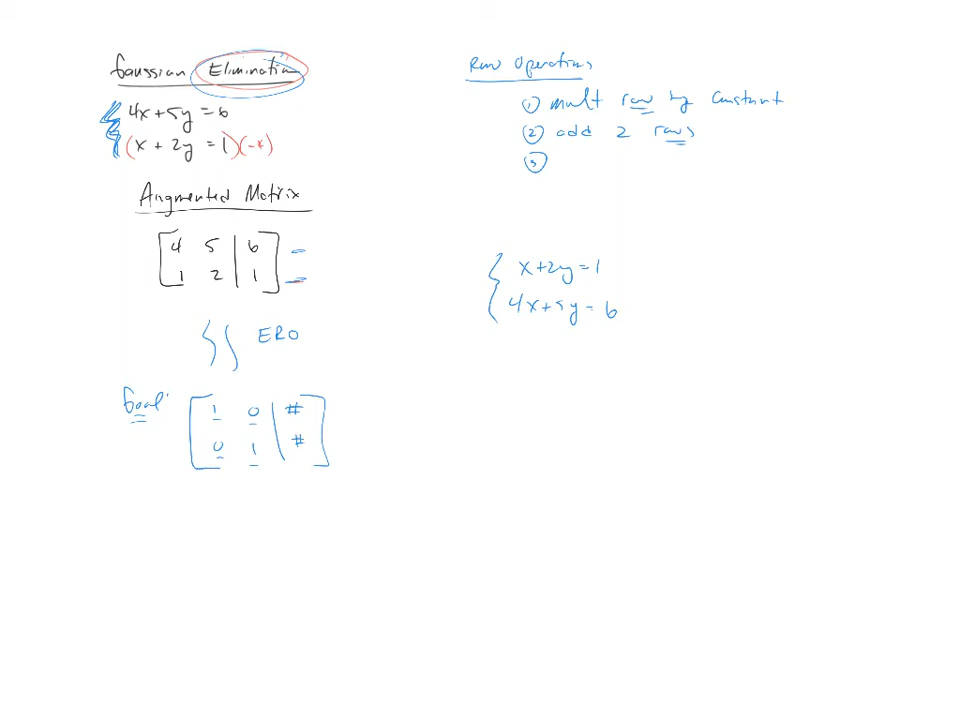 Gaussian Elimination
4x + 5y = 6
(x + 2y = 1)(-4)
Augmented Matrix
4 5 | 6
1 2 | 1
ERO
Goal:
1 0 | #
0 1 | #
Row Operations
① mult row by constant
② add 2 rows
③
x + 2y = 1
4x + 5y = 6